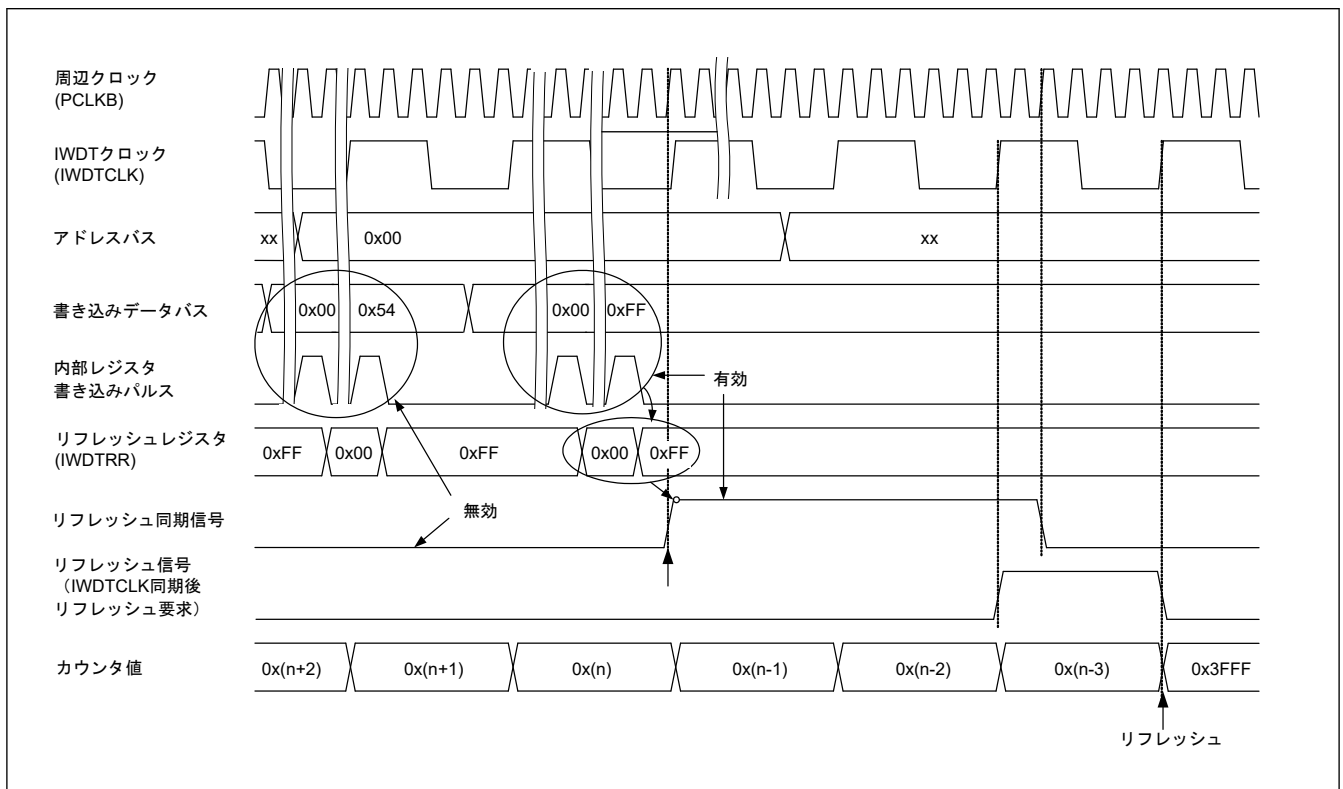 周辺クロック
(PCLKB)
IWDTクロック
(IWDTCLK)
アドレスバス
xx
0x00
xx
書き込みデータバス
0x00
0x54
0x00
0xFF
内部レジスタ
書き込みパルス
有効
リフレッシュレジスタ
(IWDTRR)
0xFF
0x00
0xFF
0x00
0xFF
無効
リフレッシュ同期信号
リフレッシュ信号
（IWDTCLK同期後
リフレッシュ要求）
カウンタ値
0x(n+2)
0x(n+1)
0x(n)
0x(n-1)
0x(n-2)
0x(n-3)
0x3FFF
リフレッシュ